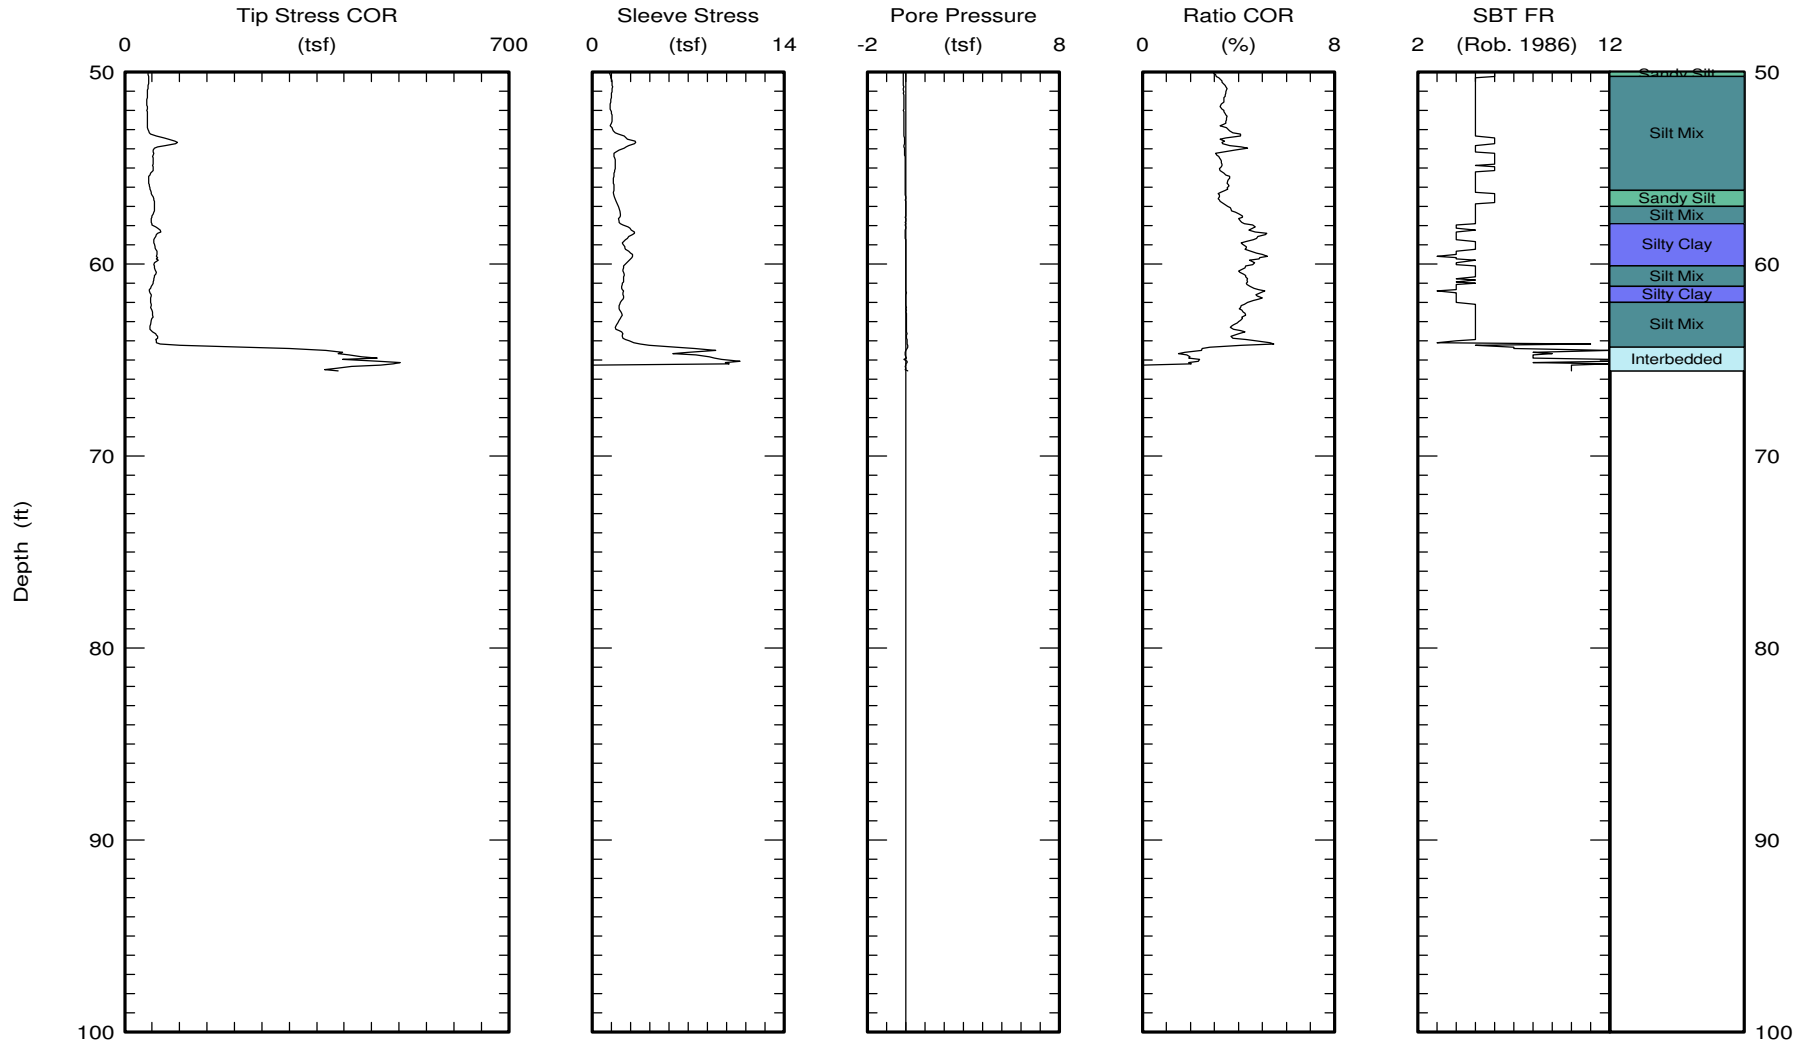 Tip Stress COR Sleeve Stress Pore Pressure Ratio COR SBT FR
0 (tsf) 700 0 (tsf) 14 -2 (tsf) 8 0 (%) 8 2 (Rob. 1986) 12
50 Sandy Silt 50
Silt Mix
Sandy Silt
Silt Mix
Silty Clay
60 60
Silt Mix
Silty Clay
Silt Mix
Interbedded
70 70
Depth (ft)
80 80
90 90
100 100